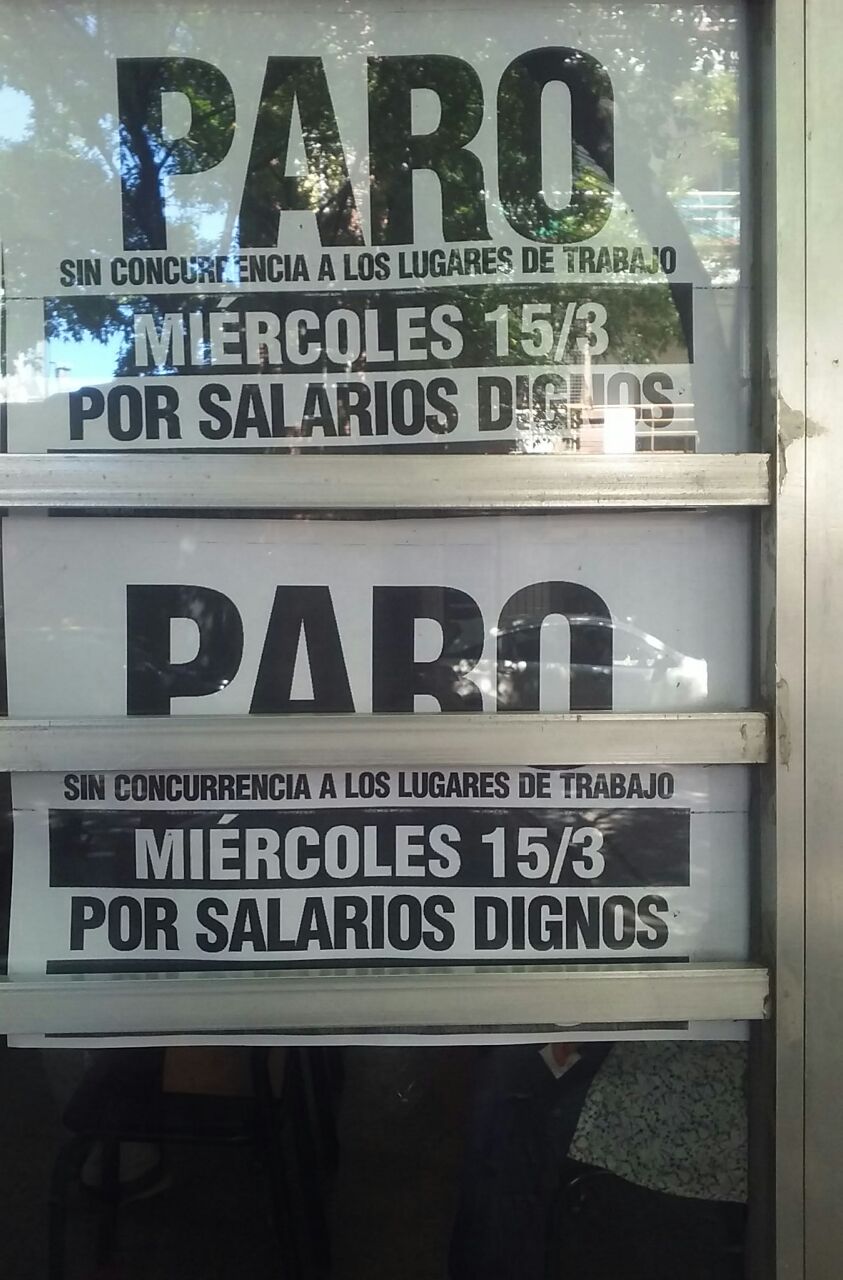 PARO
SIN CONCURRENCIA A LOS LUGARES DE TRABAJO
MIÉRCOLES 15/3
POR SALARIOS DIGNOS
PARO
SIN CONCURRENCIA A LOS LUGARES DE TRABAJO
MIÉRCOLES 15/3
POR SALARIOS DIGNOS